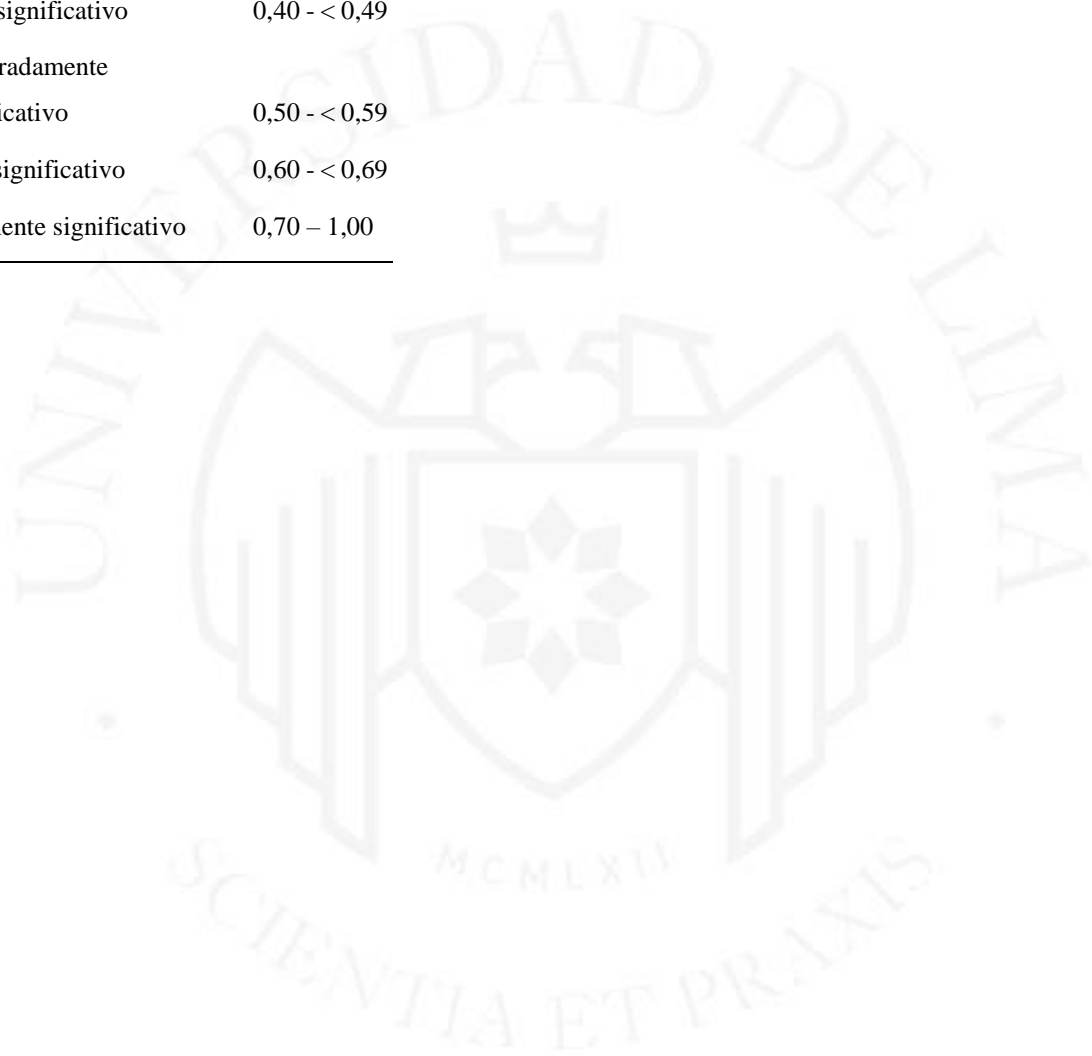 significativo 0,40 - < 0,49
radamente
icativo 0,50 - < 0,59
significativo 0,60 - < 0,69
ente significativo 0,70 – 1,00
UNIVERSIDAD DE LIMA
MCMLXII
SCIENTIA ET PRAXIS